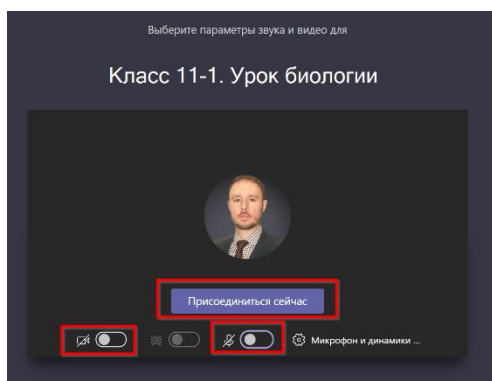 Выберите параметры звука и видео для
Класс 11-1. Урок биологии
Присоединиться сейчас
Микрофон и динамики ...